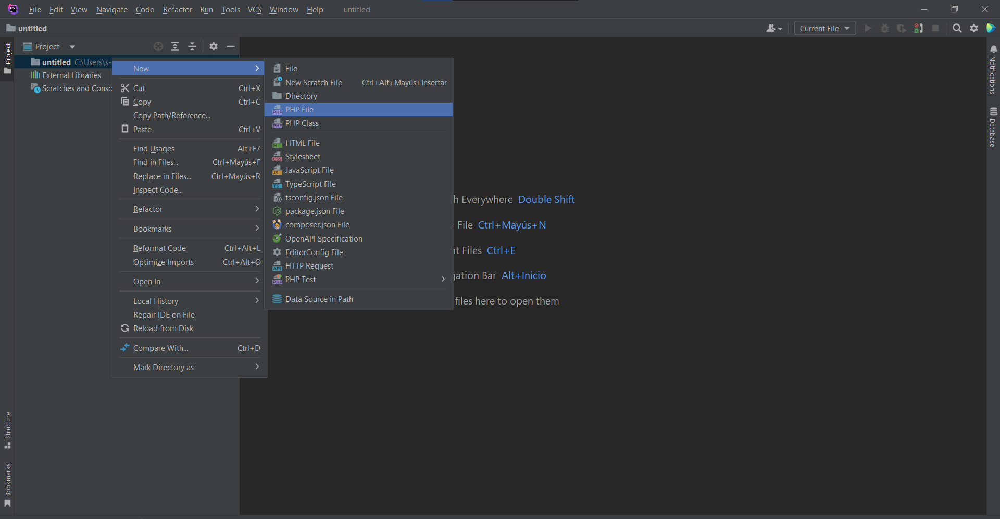 PS
File Edit View Navigate Code Refactor Run Tools VCS Window Help untitled
untitled
Current File
Project
Project
untitled C:\Users\s-
External Libraries
Scratches and Conso
New
Cut Ctrl+X
Copy Ctrl+C
Copy Path/Reference...
Paste Ctrl+V
Find Usages Alt+F7
Find in Files... Ctrl+Mayús+F
Replace in Files... Ctrl+Mayús+R
Inspect Code...
Refactor
Bookmarks
Reformat Code Ctrl+Alt+L
Optimize Imports Ctrl+Alt+O
Open In
Local History
Repair IDE on File
Reload from Disk
Compare With... Ctrl+D
Mark Directory as
File
New Scratch File Ctrl+Alt+Mayús+Insertar
Directory
PHP File
PHP Class
HTML File
Stylesheet
JavaScript File
TypeScript File
tsconfig.json File
package.json File
composer.json File
OpenAPI Specification
EditorConfig File
HTTP Request
PHP Test
Data Source in Path
h Everywhere Double Shift
File Ctrl+Mayús+N
nt Files Ctrl+E
gation Bar Alt+Inicio
files here to open them
Notifications
Database
Structure
Bookmarks